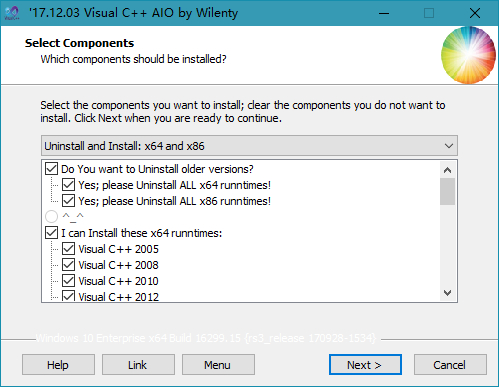 '17.12.03 Visual C++ AIO by Wilenty
Select Components
Which components should be installed?
Select the components you want to install; clear the components you do not want to
install. Click Next when you are ready to continue.
Uninstall and Install: x64 and x86
Do You want to Uninstall older versions?
Yes; please Uninstall ALL x64 runntimes!
Yes; please Uninstall ALL x86 runntimes!
^_^
I can Install these x64 runntimes:
Visual C++ 2005
Visual C++ 2008
Visual C++ 2010
Visual C++ 2012
Windows 10 Enterprise x64 Build 16299.15 (rs3_release 170928-1534)
Help
Link
Menu
Next >
Cancel